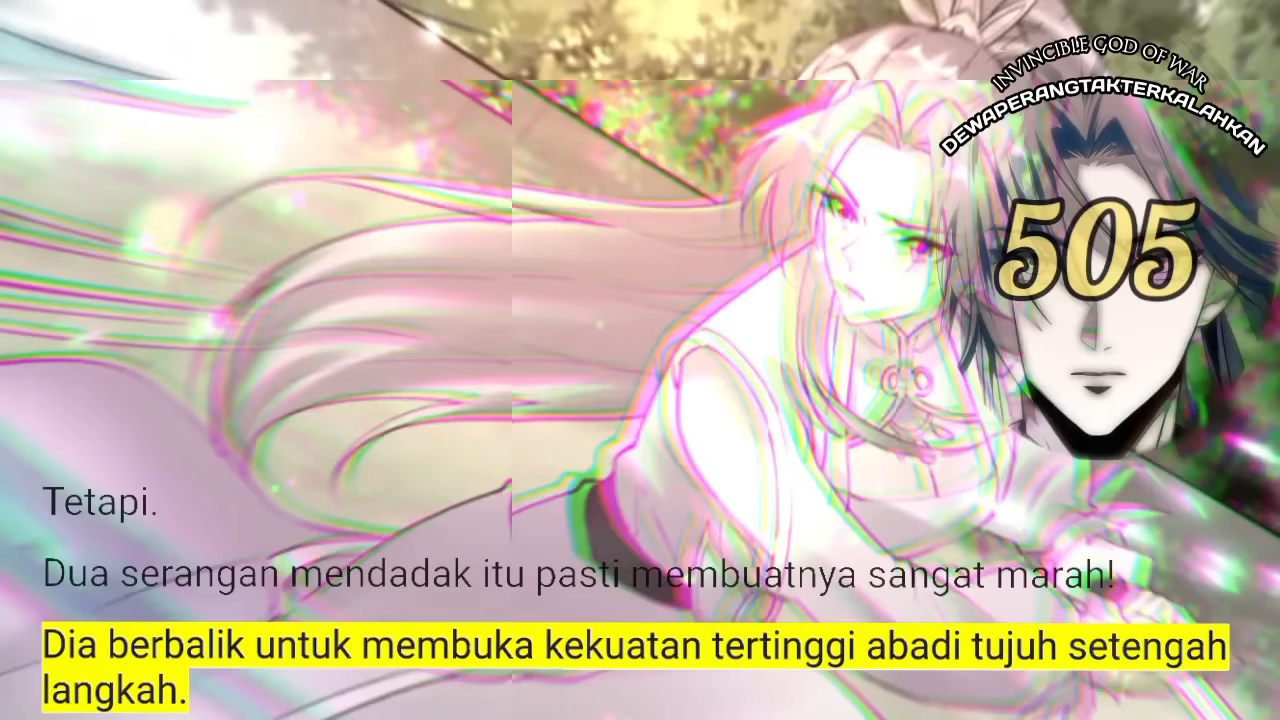 INVINCIBLE GOD OF WAR
DEWAPERANGTAKTERKALAHKAN
505
Tetapi.
Dua serangan mendadak itu pasti membuatnya sangat marah!
Dia berbalik untuk membuka kekuatan tertinggi abadi tujuh setengah
langkah.